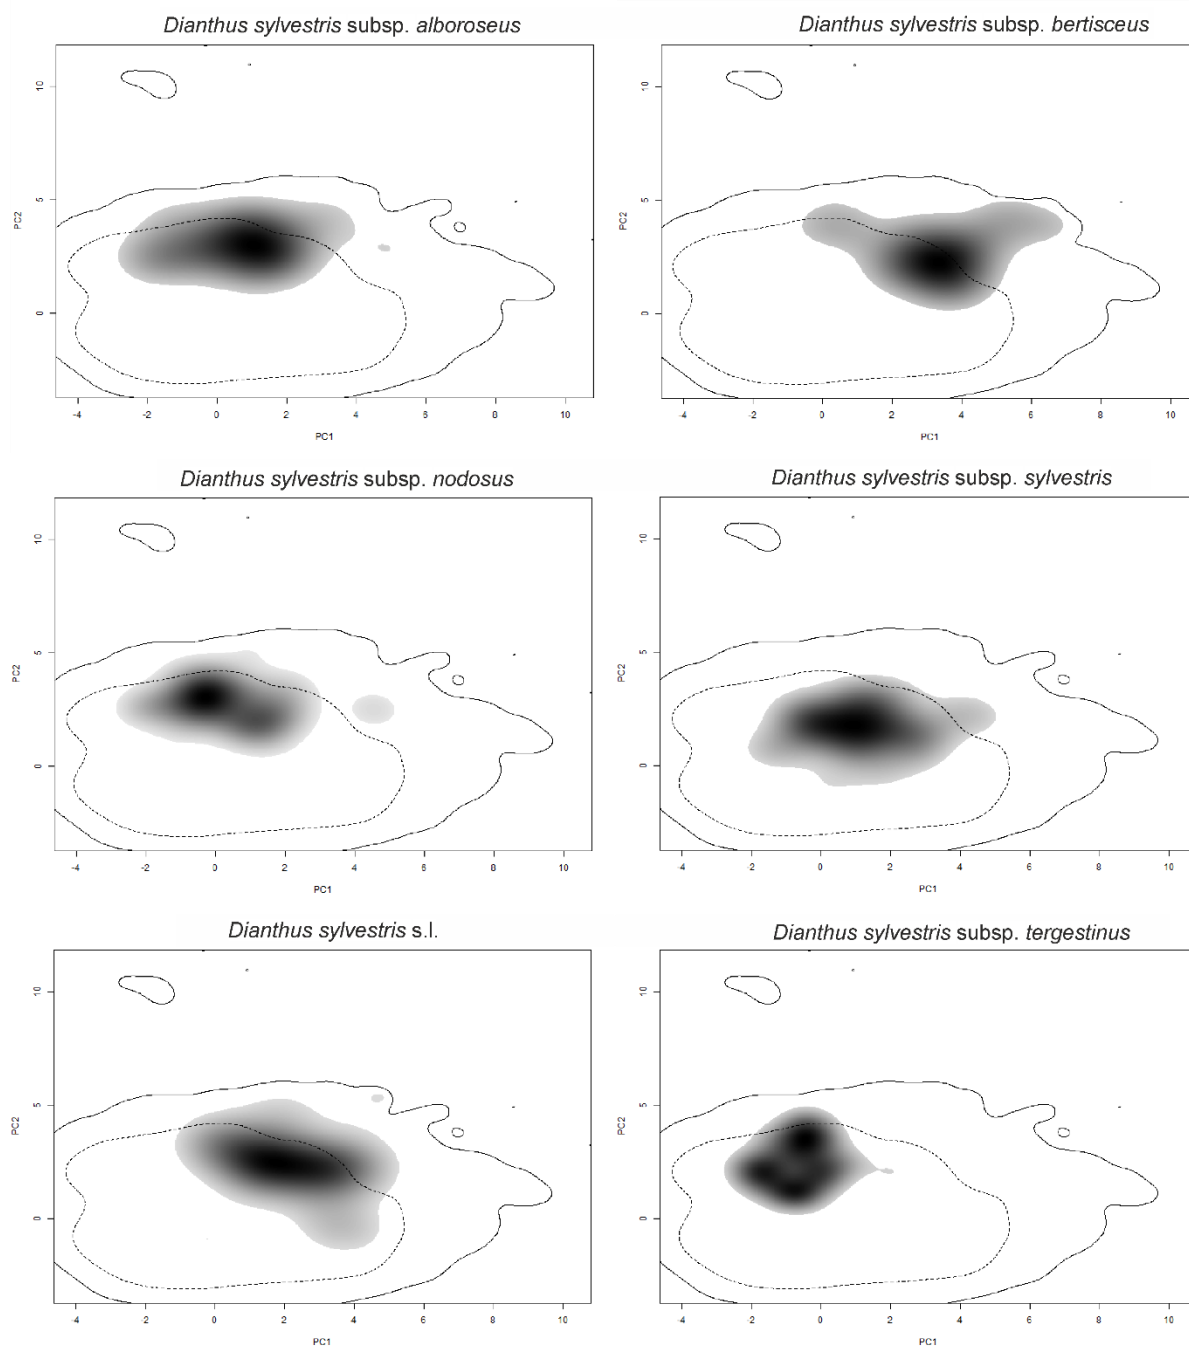 Dianthus sylvestris subsp. alboroseus
Dianthus sylvestris subsp. bertisceus
10
5
0
PC2
-4 -2 0 2 4 6 8 10
PC1
10
5
0
PC2
-4 -2 0 2 4 6 8 10
PC1
Dianthus sylvestris subsp. nodosus
Dianthus sylvestris subsp. sylvestris
10
5
0
PC2
-4 -2 0 2 4 6 8 10
PC1
10
5
0
PC2
-4 -2 0 2 4 6 8 10
PC1
Dianthus sylvestris s.l.
Dianthus sylvestris subsp. tergestinus
10
5
0
PC2
-4 -2 0 2 4 6 8 10
PC1
10
5
0
PC2
-4 -2 0 2 4 6 8 10
PC1